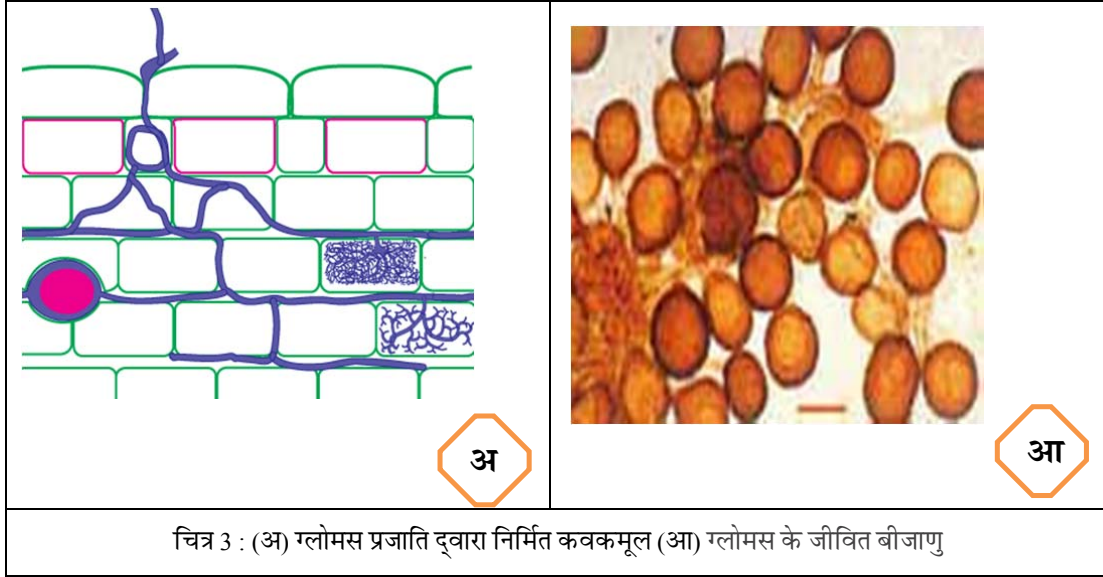 अ
आ
चित्र 3 : (अ) ग्लोमस प्रजाति द्वारा निर्मित कवकमूल (आ) ग्लोमस के जीवित बीजाणु